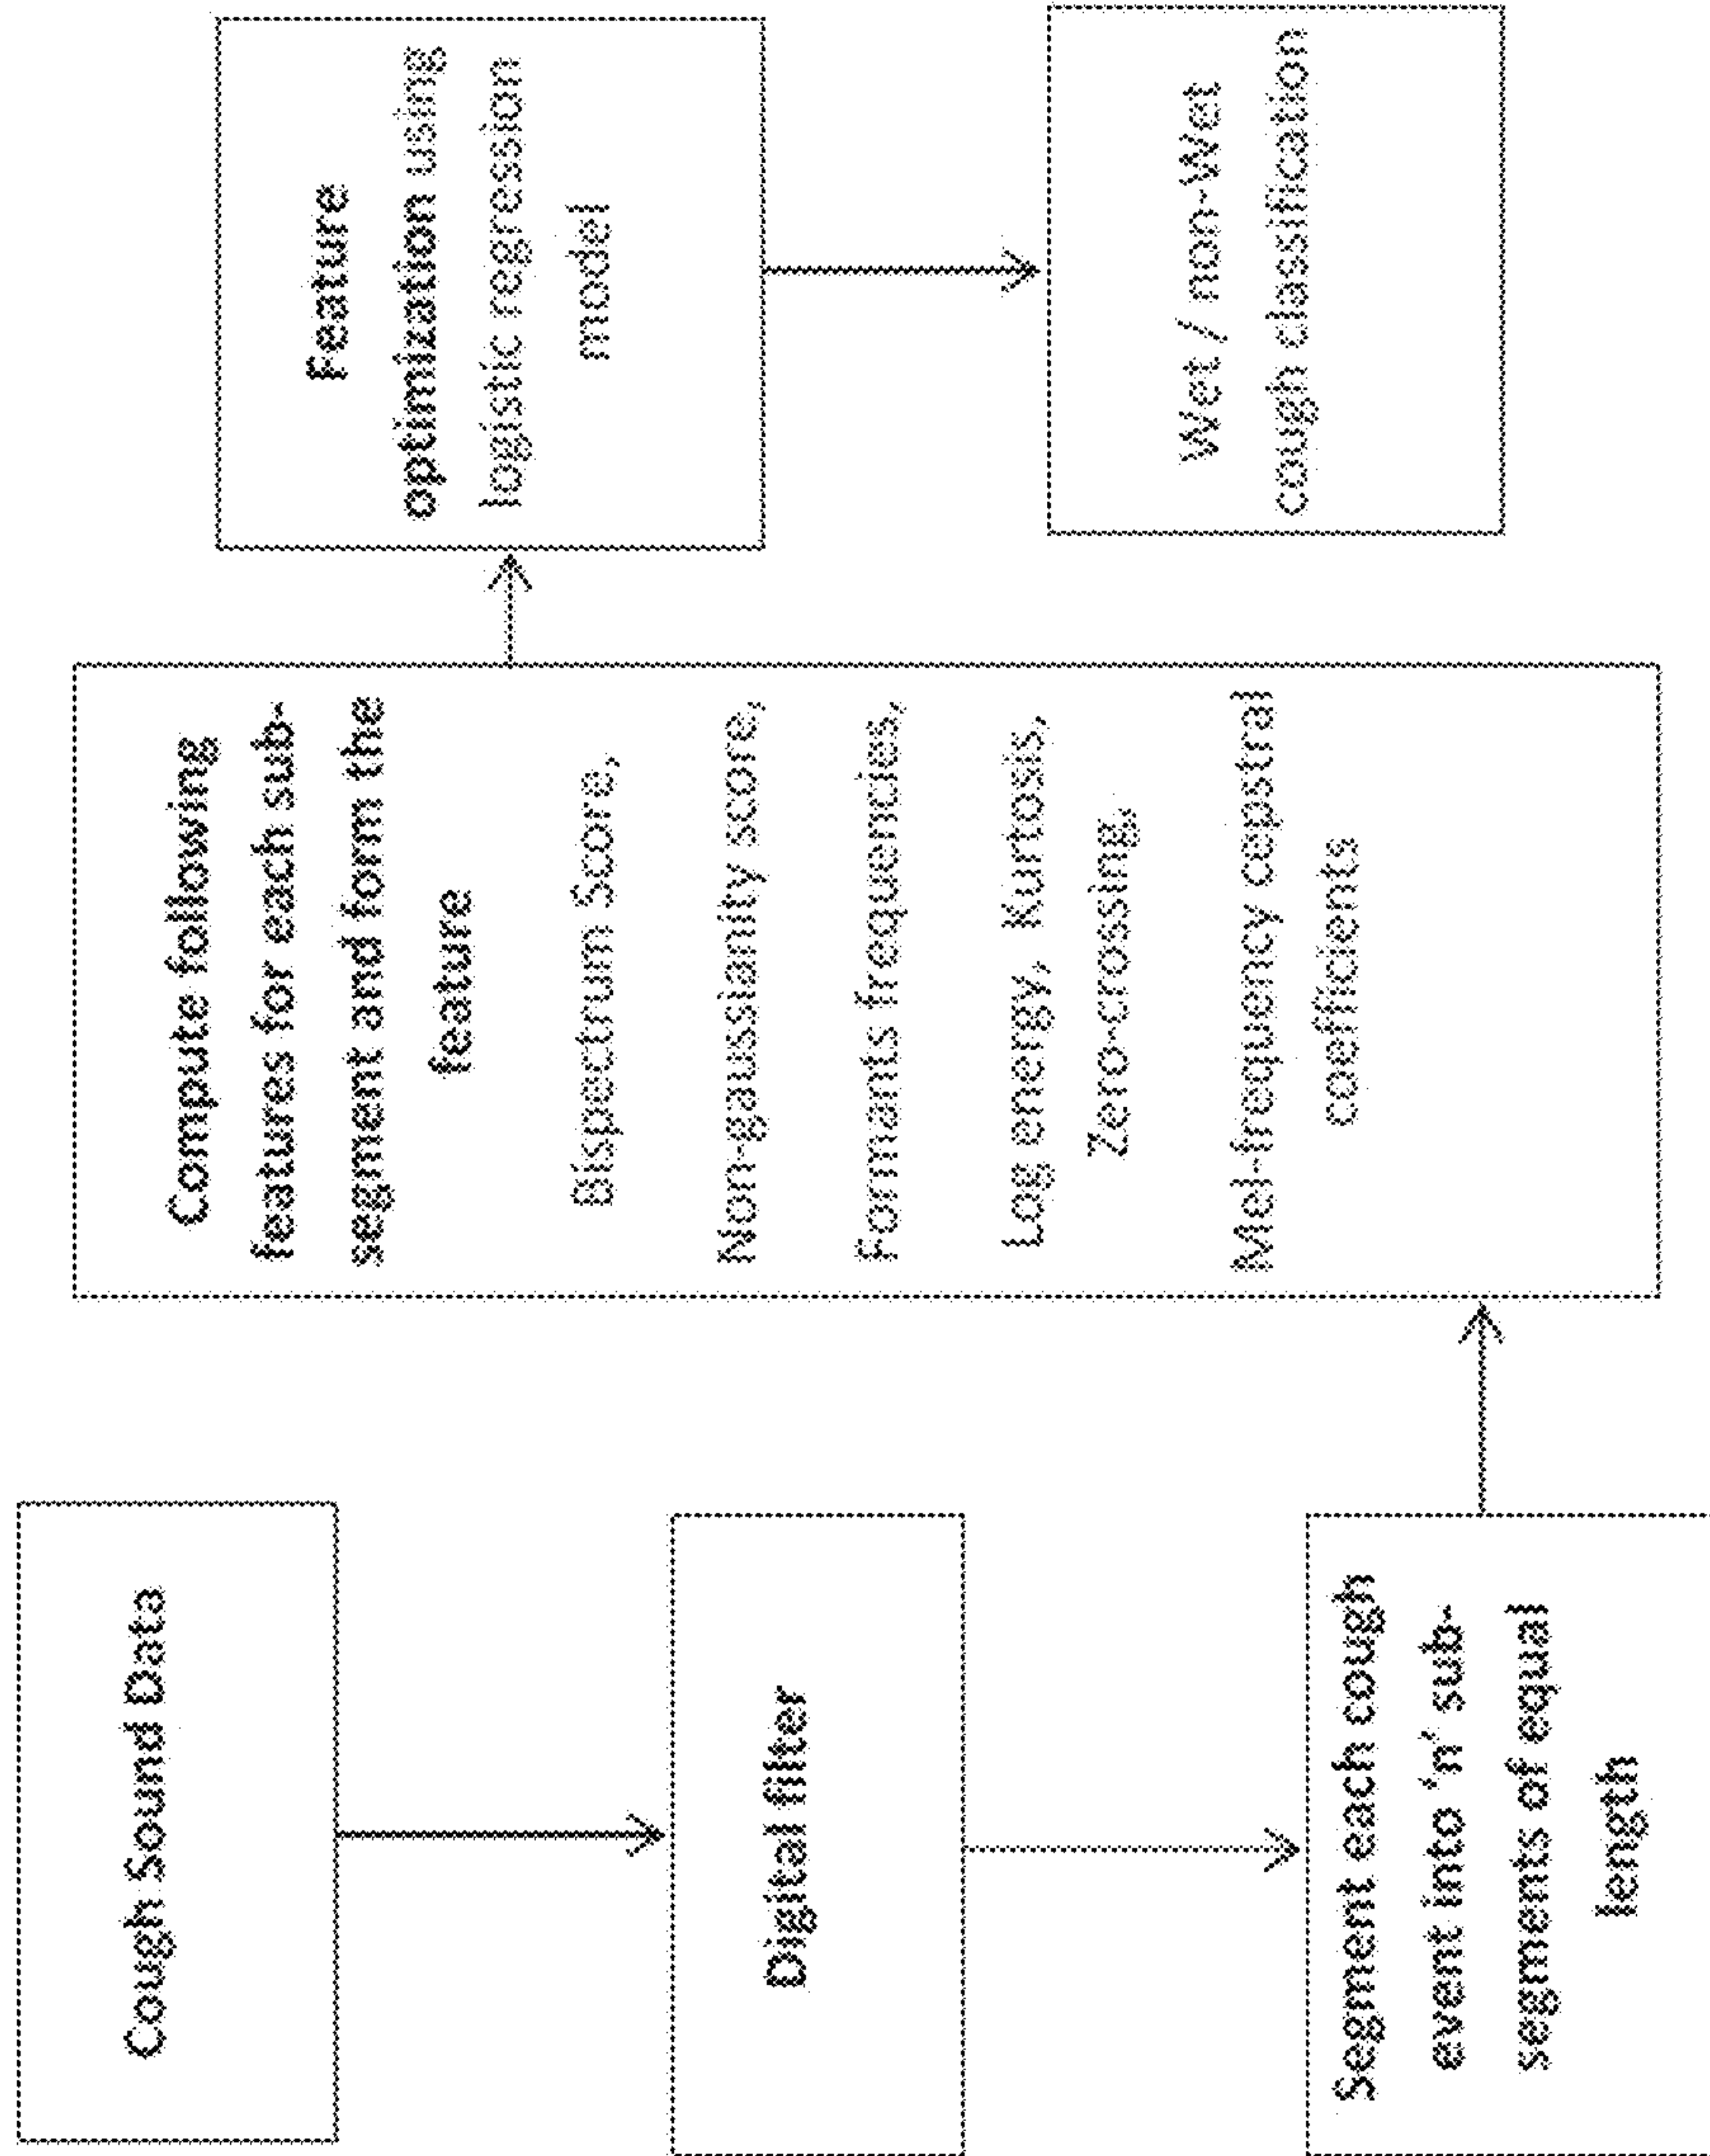 Cough Sound Data
Digital filter
Segment each cough
event into 'n' sub-
segments of equal
length
Compute following
features for each sub-
segment and form the
feature
Bispectrum Score,
Non-gaussianity score,
Formants frequencies,
Log energy, Kurtosis,
Zero-crossing,
Mel-frequency cepstral
coefficients
Feature
optimization using
logistic regression
model
Wet / non-Wet
cough classification